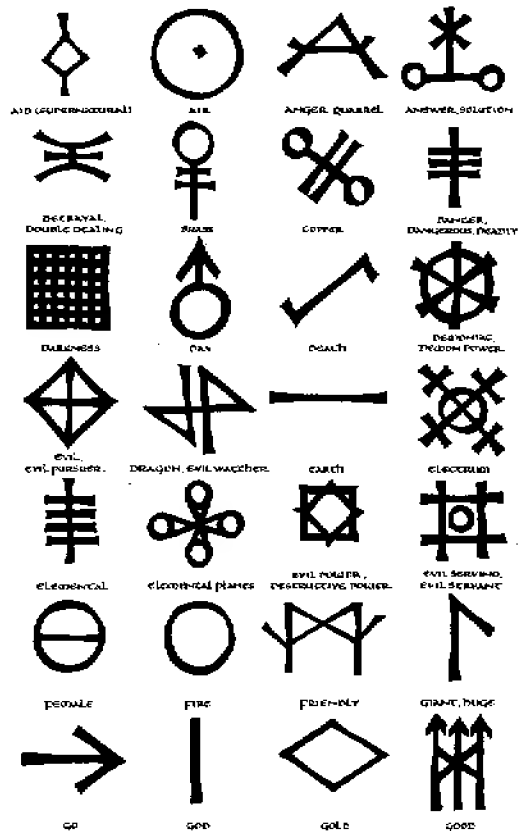 AID (SUPERNATURAL)
AIR
ANGER, QUARREL
ANSWER, SOLUTION
BETRAYAL,
DOUBLE DEALING
BRASS
COPPER
DANGER,
DANGEROUS, DEADLY
DARKNESS
DAY
DEATH
DEMONIAC,
DEMON POWER
EVIL,
EVIL PURSUER.
DRAGON, EVIL WATCHER
EARTH
ELECTRUM
ELEMENTAL
ELEMENTAL PLANES
EVIL POWER,
DESTRUCTIVE POWER
EVIL SERVING,
EVIL SERVANT
FEMALE
FIRE
FRIENDLY
GIANT, HUGE
GO
GOD
GOLD
GOOD